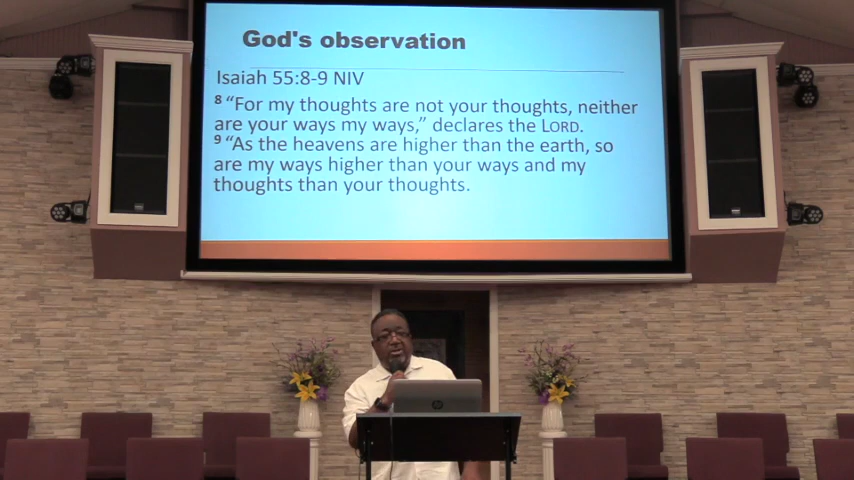 God's observation
Isaiah 55:8-9 NIV
8 “For my thoughts are not your thoughts, neither
are your ways my ways,” declares the LORD.
9 “As the heavens are higher than the earth, so
are my ways higher than your ways and my
thoughts than your thoughts.
hp